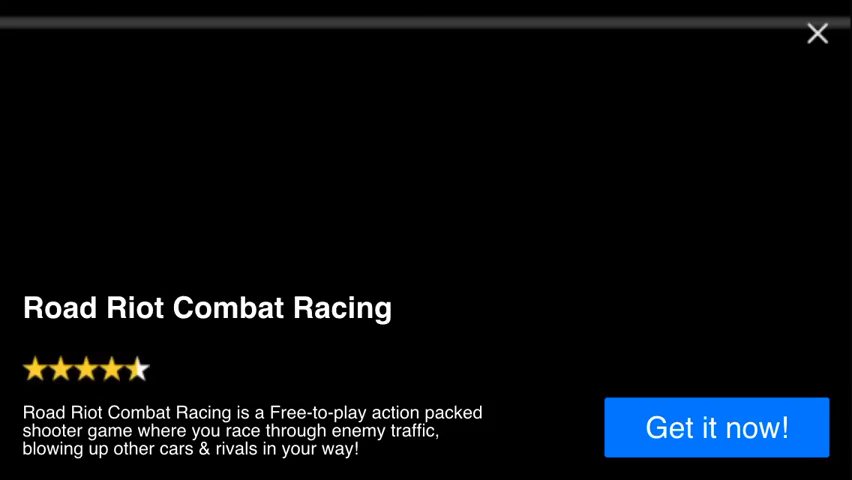 Road Riot Combat Racing
Road Riot Combat Racing is a Free-to-play action packed
shooter game where you race through enemy traffic,
blowing up other cars & rivals in your way!
Get it now!